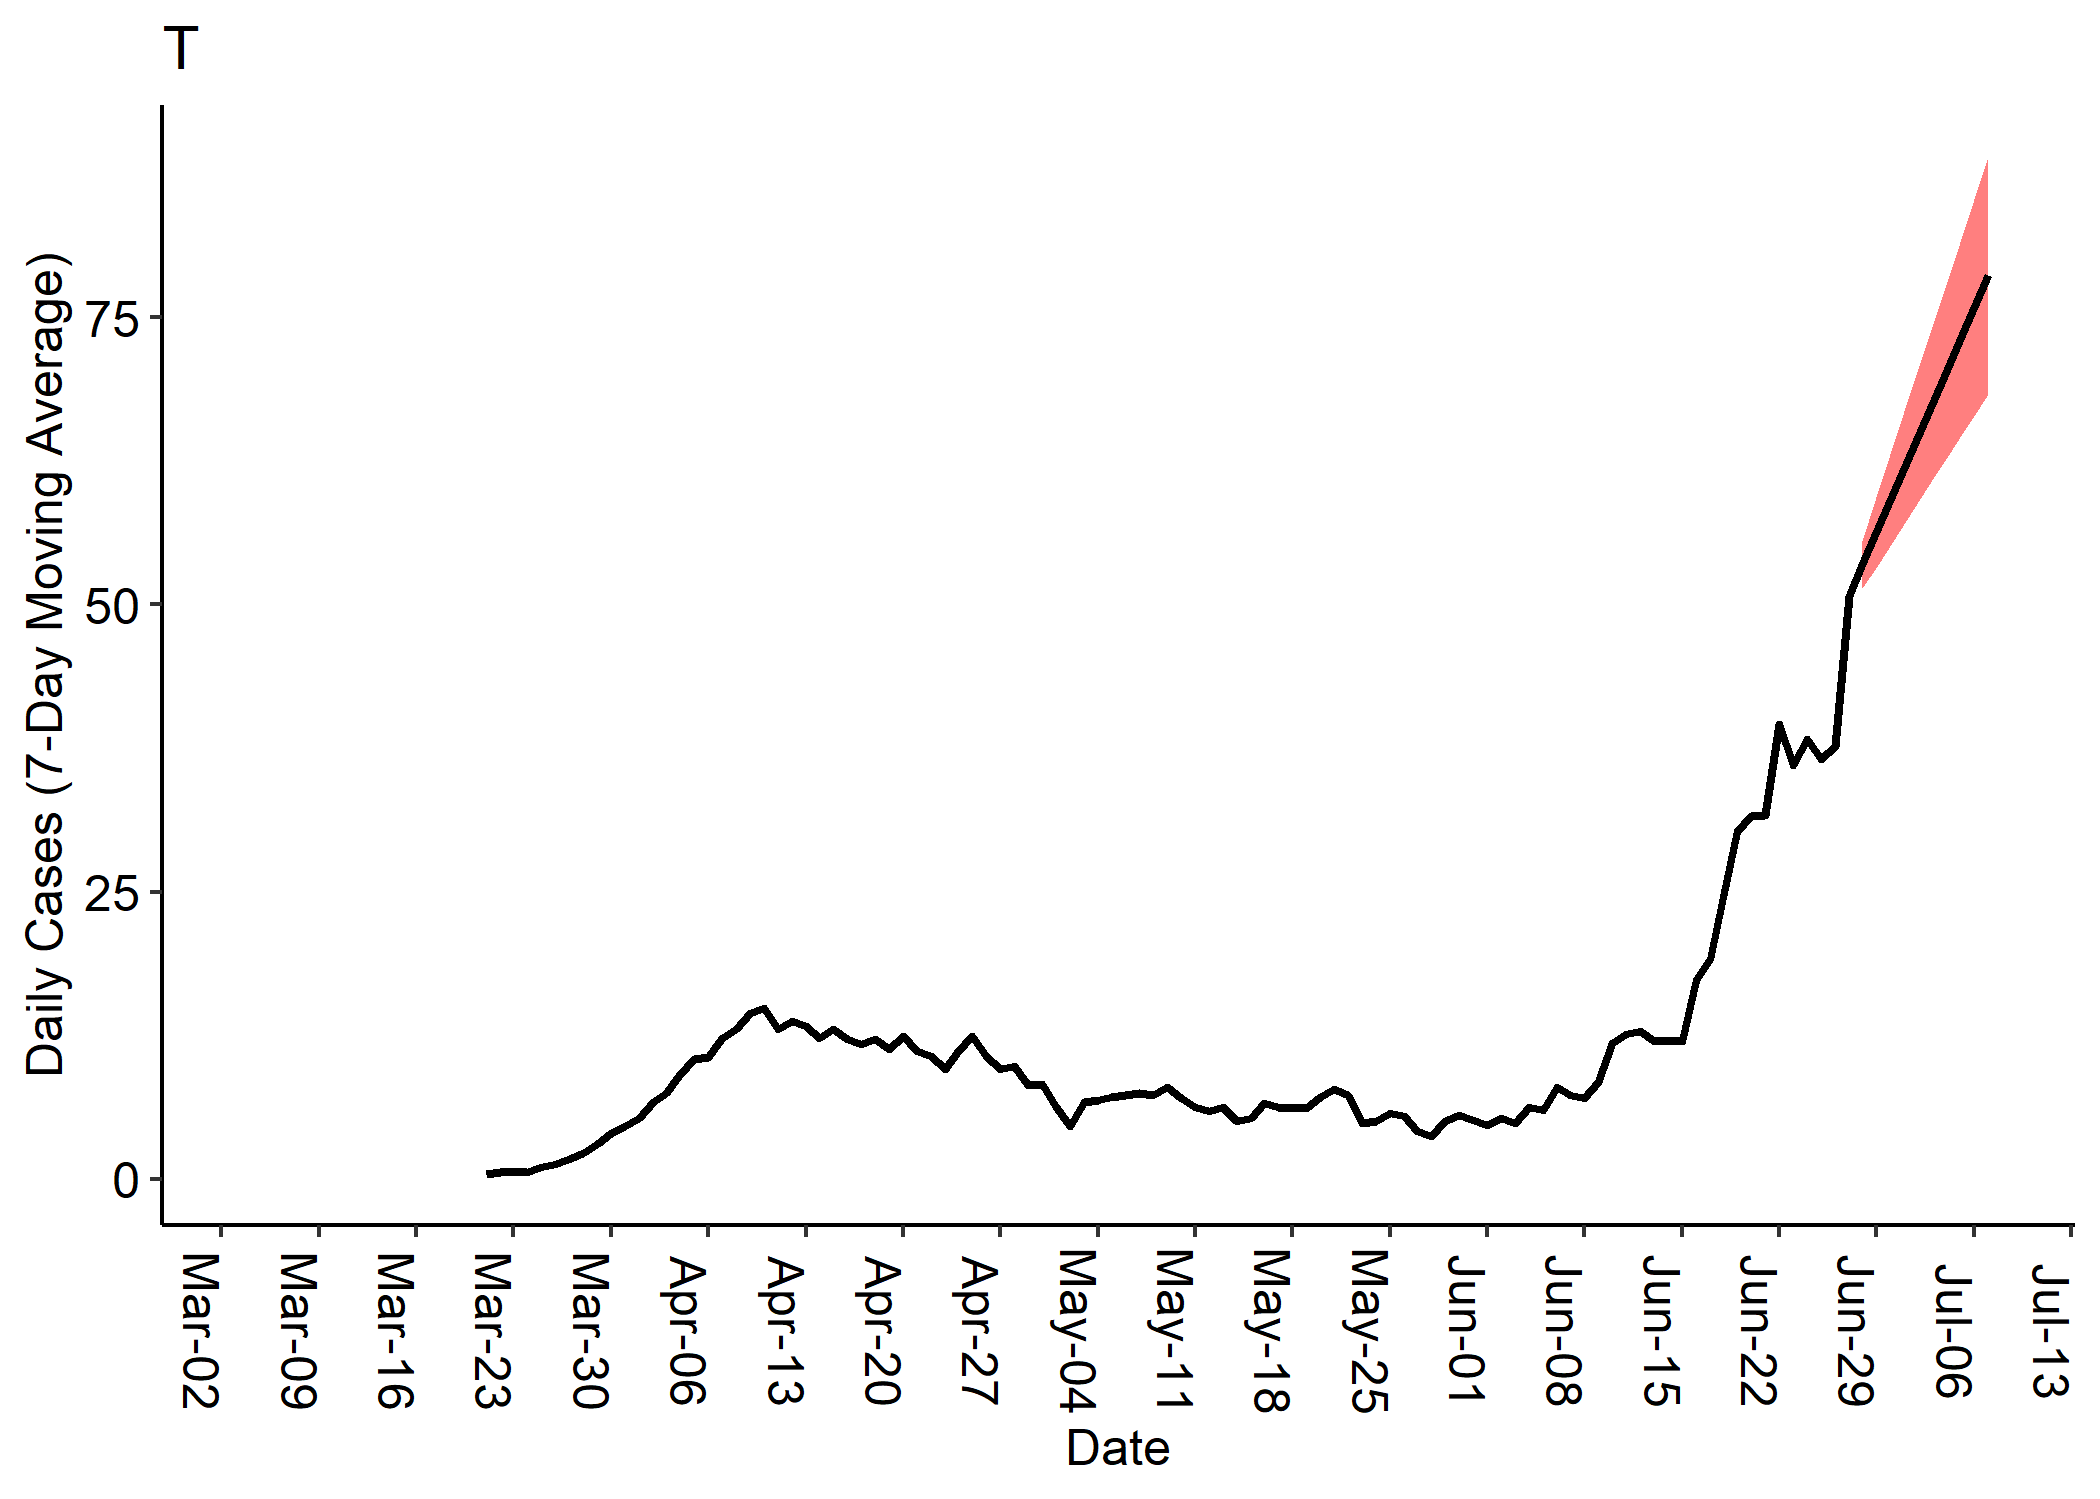 T
Daily Cases (7-Day Moving Average)
75
50
25
0
Mar-02
Mar-09
Mar-16
Mar-23
Mar-30
Apr-06
Apr-13
Apr-20
Apr-27
May-04
May-11
May-18
May-25
Jun-01
Jun-08
Jun-15
Jun-22
Jun-29
Jul-06
Jul-13
Date